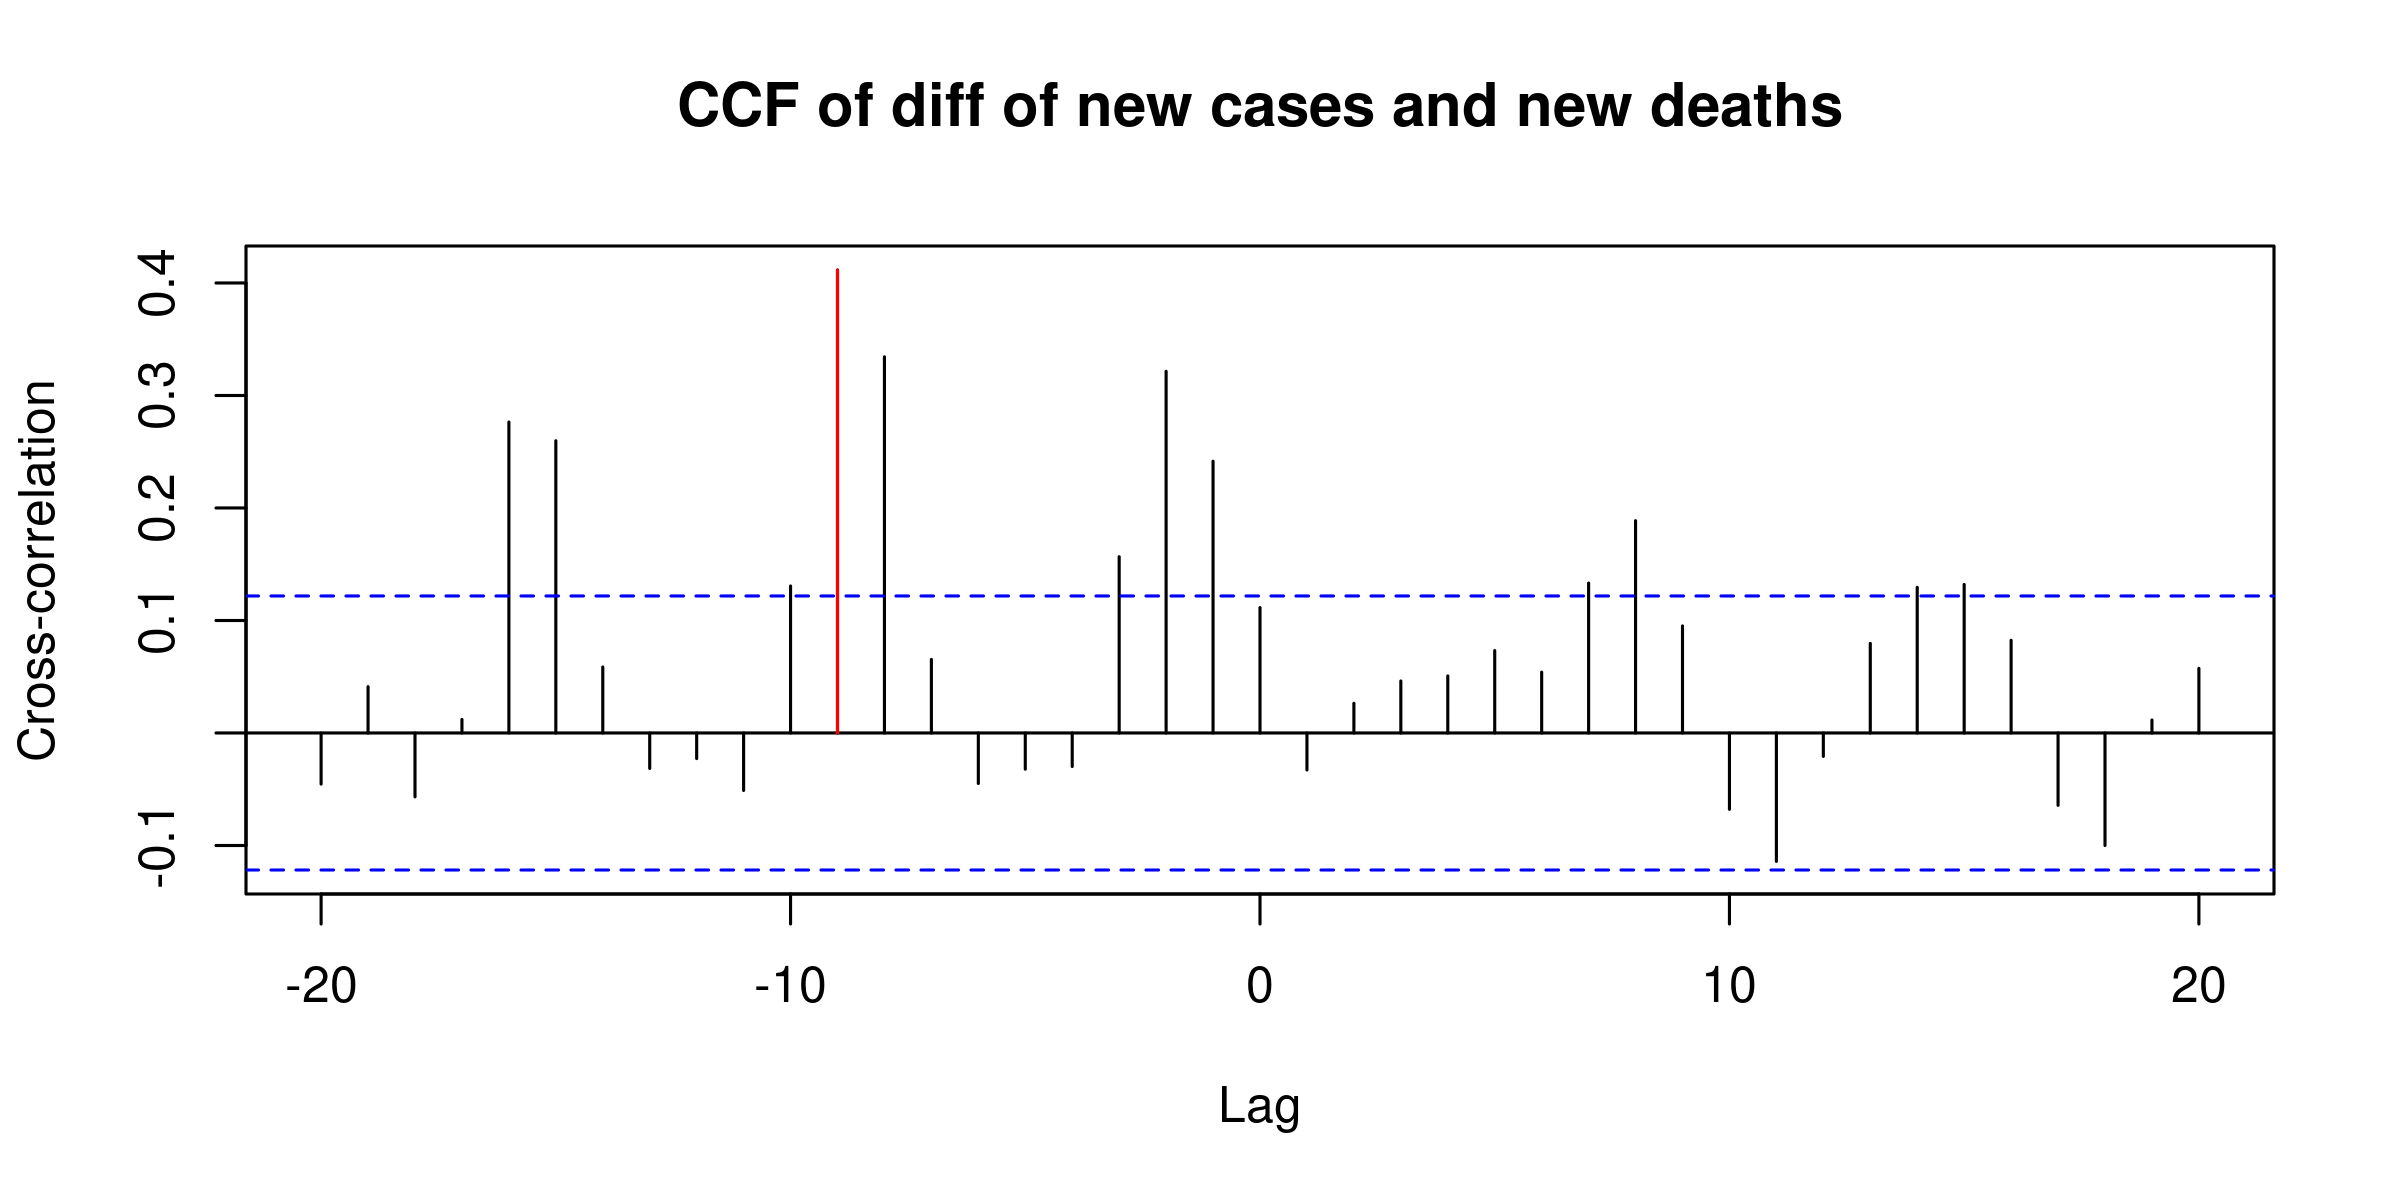 CCF of diff of new cases and new deaths
Cross-correlation
0.4
0.3
0.2
0.1
-0.1
-20 -10 0 10 20
Lag